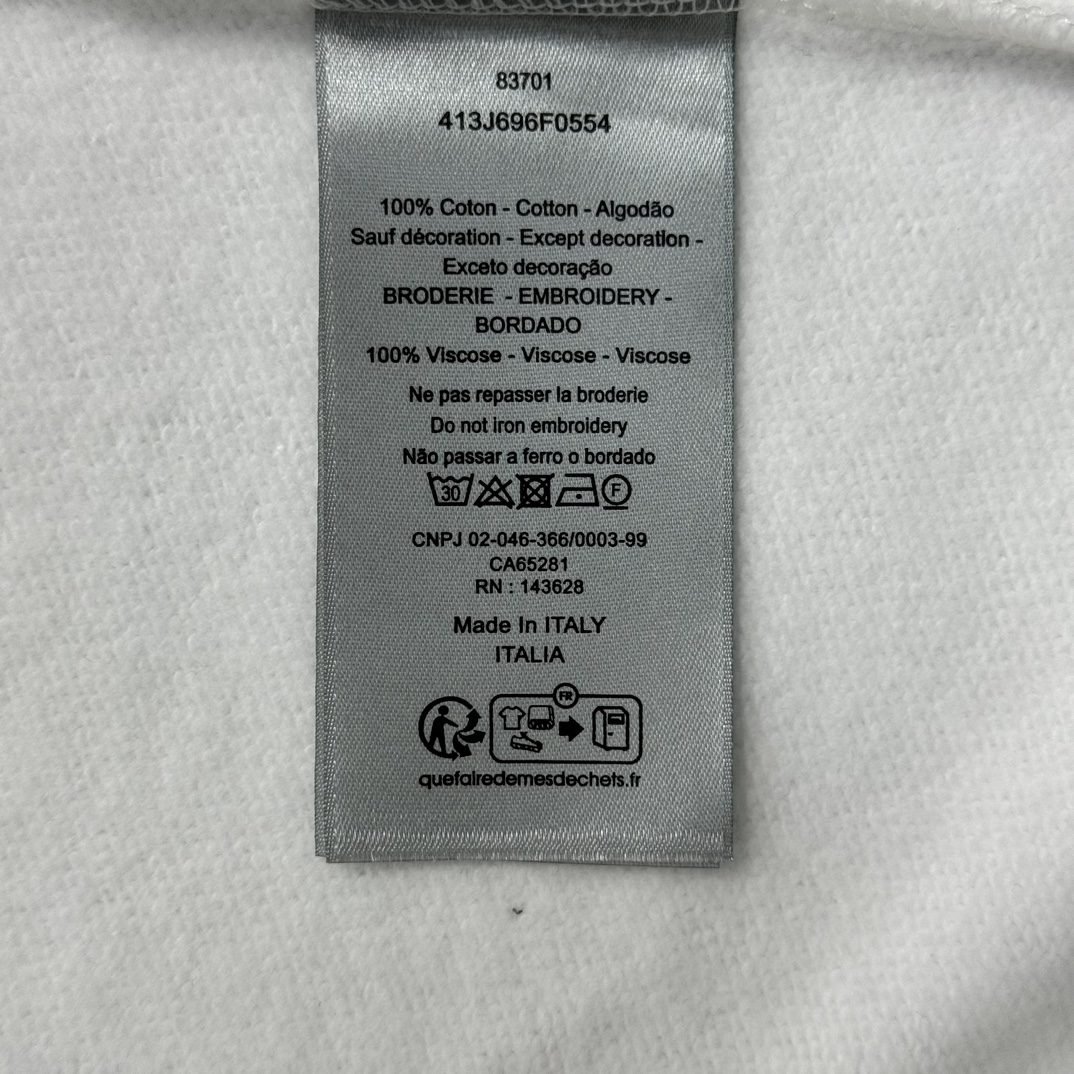 83701
413J696F0554
100% Coton - Cotton - Algodão
Sauf décoration - Except decoration -
Exceto decoração
BRODERIE - EMBROIDERY -
BORDADO
100% Viscose - Viscose - Viscose
Ne pas repasser la broderie
Do not iron embroidery
Não passar a ferro o bordado
30 F
CNPJ 02-046-366/0003-99
CA65281
RN : 143628
Made In ITALY
ITALIA
FR
quefairedemesdechets.fr